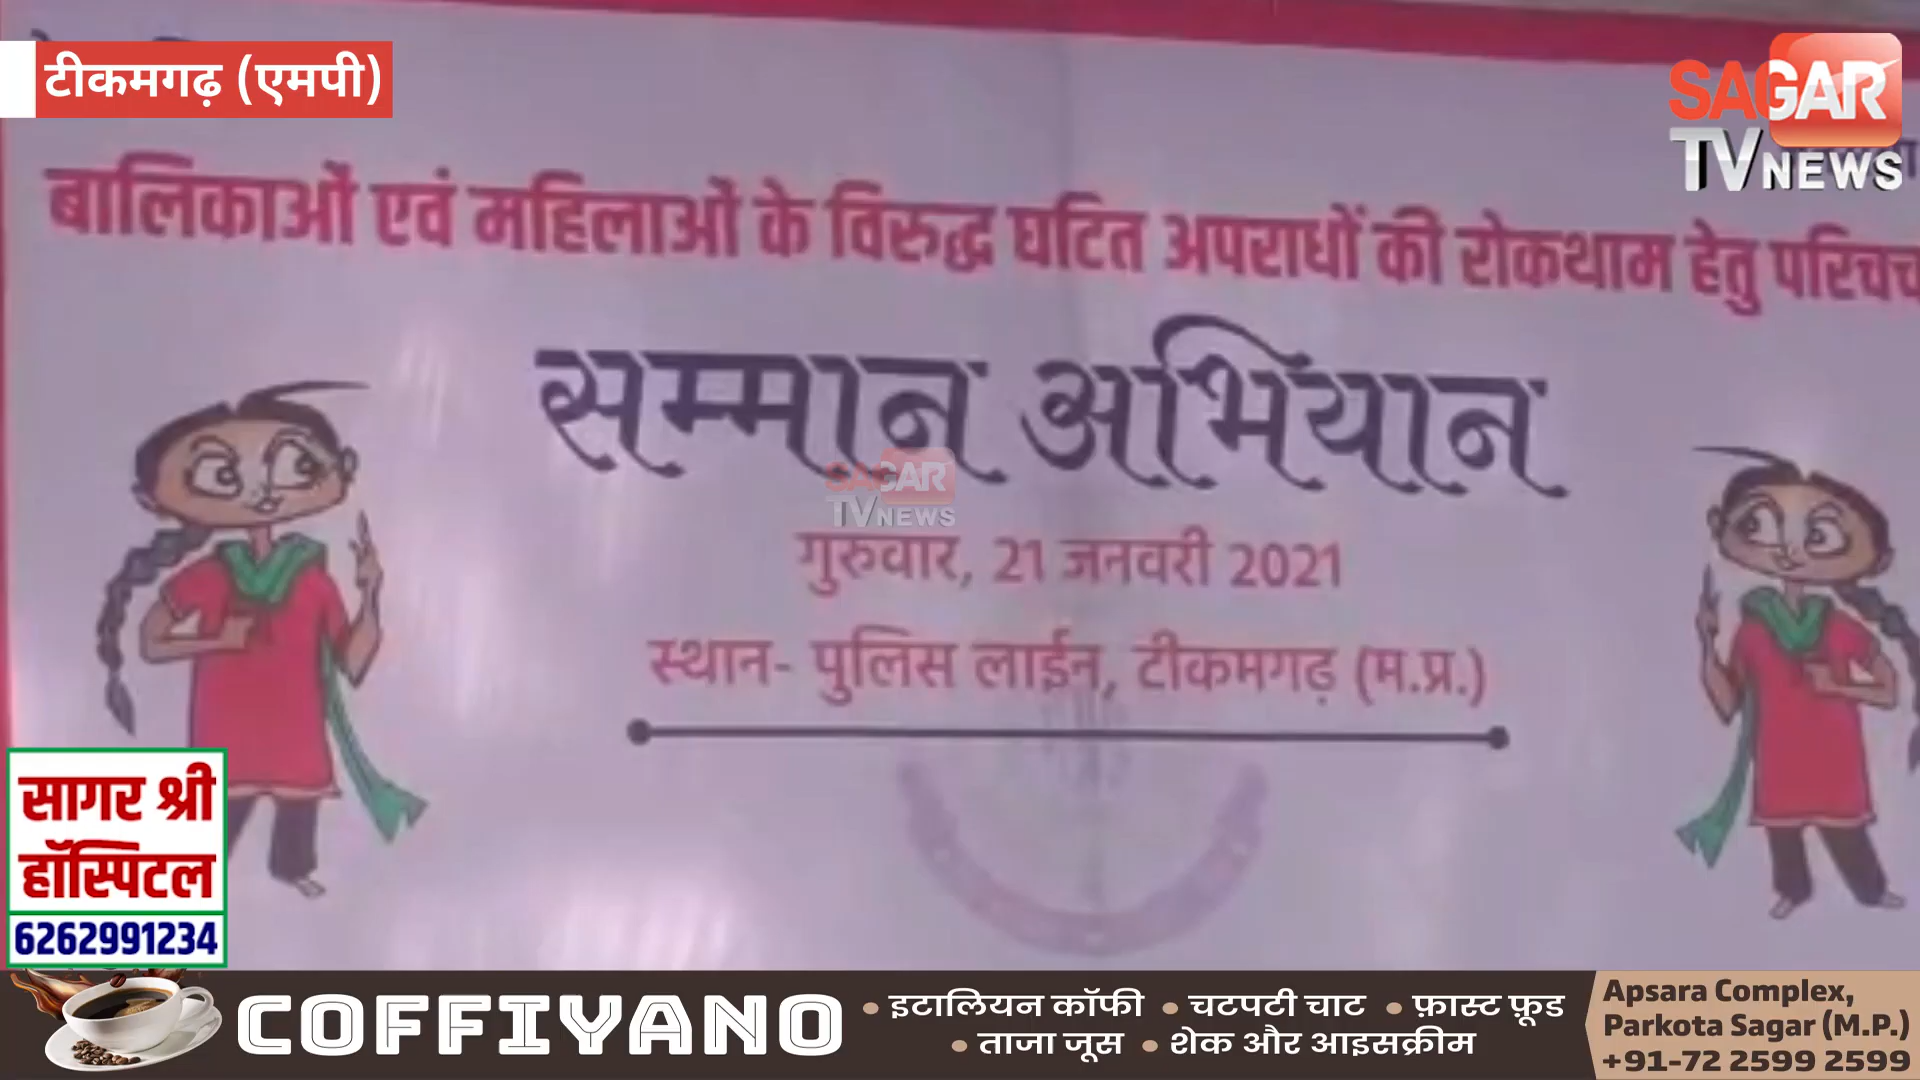 टीकमगढ़ (एमपी)
SAGAR
TV NEWS
बालिकाओं एवं महिलाओं के विरुद्ध घटित अपराधों की रोकथाम हेतु
सम्मान अभियान
SAGAR
TV NEWS
गुरुवार, 21 जनवरी 2021
स्थान- पुलिस लाईन, टीकमगढ़ (म.प्र.)
सागर श्री
हॉस्पिटल
6262991234
COFFIYANO
• इटालियन कॉफी • चटपटी चाट • फ़ास्ट फ़ूड
• ताजा जूस • शेक और आइसक्रीम
Apsara Complex,
Parkota Sagar (M.P.)
+91-72 2599 2599